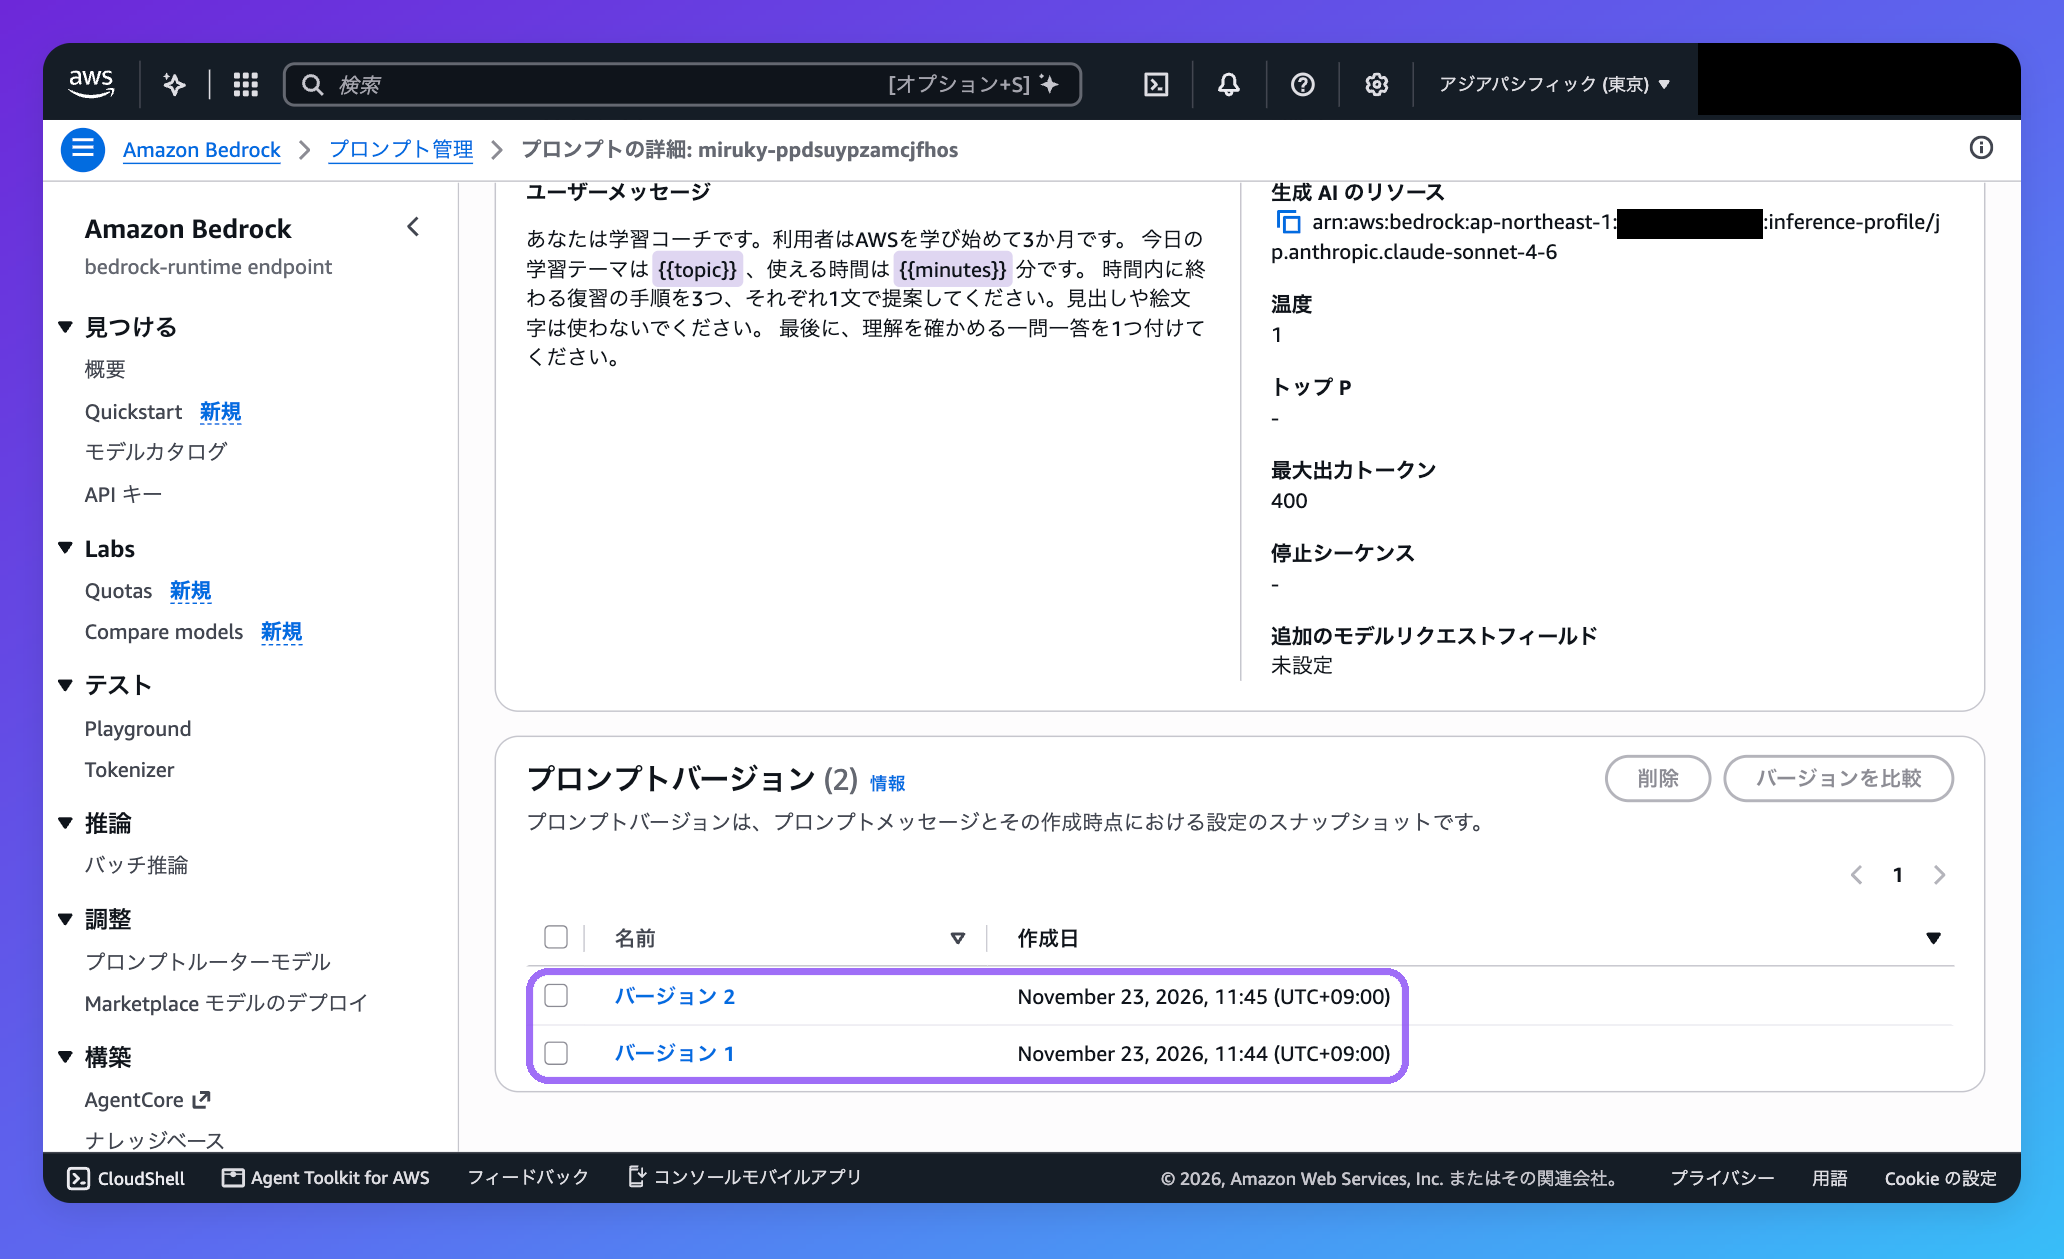 aws
検索
[オプション+S]
アジアパシフィック (東京) ▼
Amazon Bedrock
プロンプト管理
プロンプトの詳細: miruky-ppdsuypzamcjfhos
Amazon Bedrock
bedrock-runtime endpoint
見つける
概要
Quickstart 新規
モデルカタログ
API キー
Labs
Quotas 新規
Compare models 新規
テスト
Playground
Tokenizer
推論
バッチ推論
調整
プロンプトルーターモデル
Marketplace モデルのデプロイ
構築
AgentCore
ナレッジベース
ユーザーメッセージ
あなたは学習コーチです。利用者はAWSを学び始めて3か月です。 今日の
学習テーマは {{topic}} 、使える時間は {{minutes}} 分です。 時間内に終
わる復習の手順を3つ、それぞれ1文で提案してください。見出しや絵文
字は使わないでください。 最後に、理解を確かめる一問一答を1つ付けて
ください。
生成 AI のリソース
arn:aws:bedrock:ap-northeast-1: :inference-profile/j
p.anthropic.claude-sonnet-4-6
温度
1
トップ P
-
最大出力トークン
400
停止シーケンス
-
追加のモデルリクエストフィールド
未設定
プロンプトバージョン (2) 情報
削除
バージョンを比較
プロンプトバージョンは、プロンプトメッセージとその作成時点における設定のスナップショットです。
1
名前
作成日
バージョン 2 November 23, 2026, 11:45 (UTC+09:00)
バージョン 1 November 23, 2026, 11:44 (UTC+09:00)
CloudShell
Agent Toolkit for AWS
フィードバック
コンソールモバイルアプリ
© 2026, Amazon Web Services, Inc. またはその関連会社。
プライバシー
用語
Cookie の設定